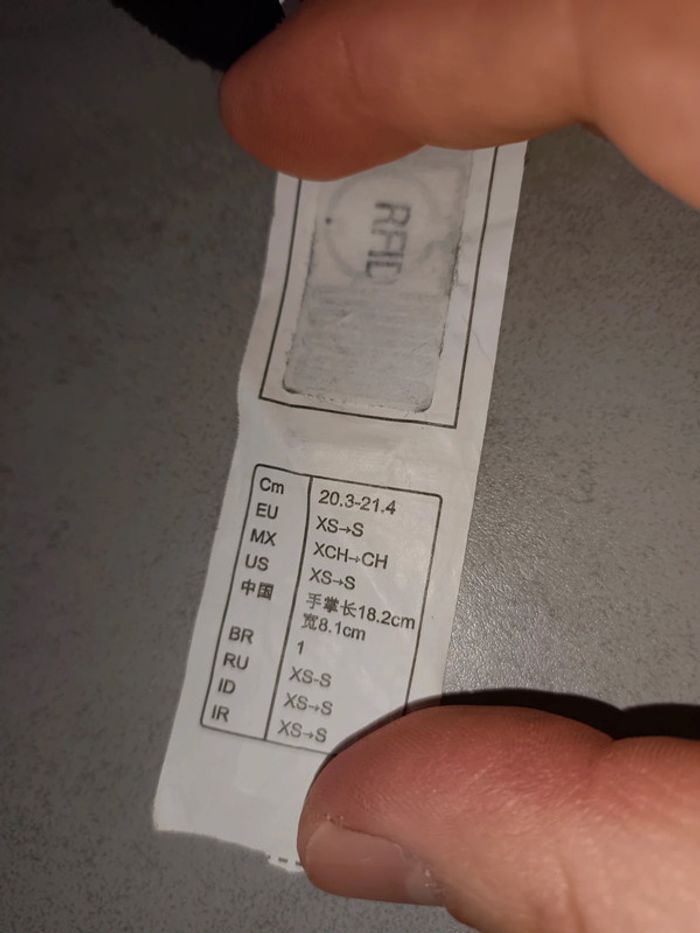 RFID
Cm 20.3-21.4
EU XS→S
MX XCH→CH
US XS→S
中国 手掌长18.2cm
宽8.1cm
BR 1
RU XS-S
ID XS→S
IR XS→S